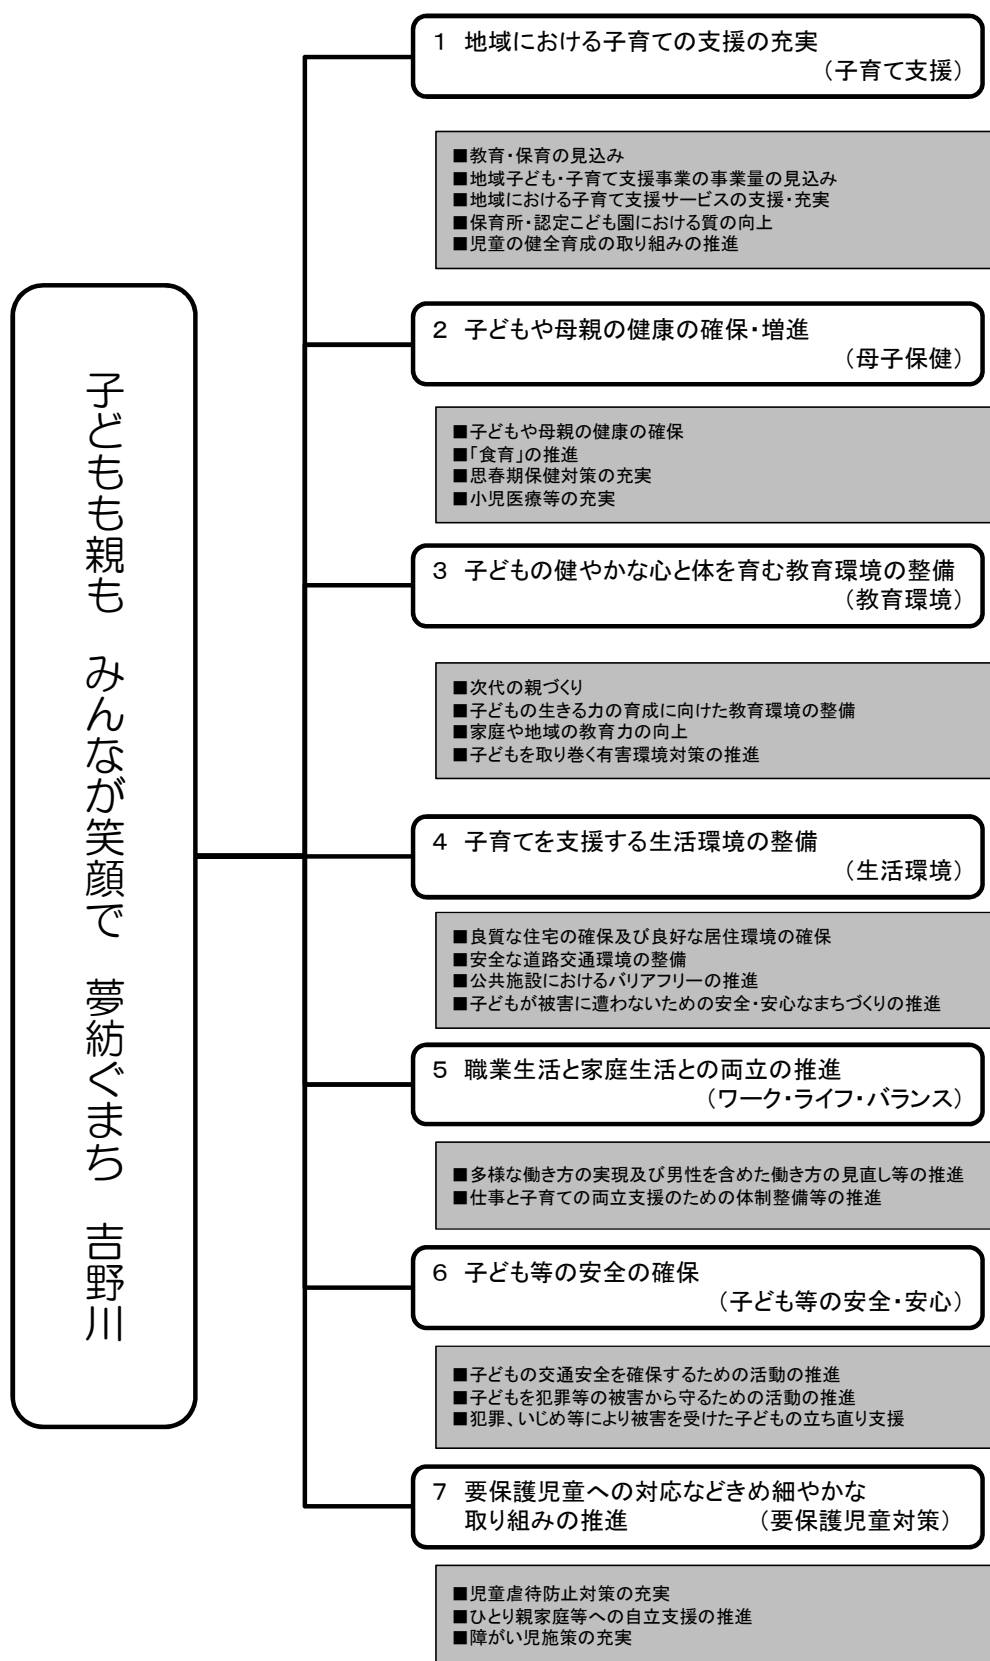 子どもも親も　みんなが笑顔で　夢紡ぐまち　吉野川
1　地域における子育ての支援の充実
（子育て支援）
■教育・保育の見込み
■地域子ども・子育て支援事業の事業量の見込み
■地域における子育て支援サービスの支援・充実
■保育所・認定こども園における質の向上
■児童の健全育成の取り組みの推進
2　子どもや母親の健康の確保・増進
（母子保健）
■子どもや母親の健康の確保
■「食育」の推進
■思春期保健対策の充実
■小児医療等の充実
3　子どもの健やかな心と体を育む教育環境の整備
（教育環境）
■次代の親づくり
■子どもの生きる力の育成に向けた教育環境の整備
■家庭や地域の教育力の向上
■子どもを取り巻く有害環境対策の推進
4　子育てを支援する生活環境の整備
（生活環境）
■良質な住宅の確保及び良好な居住環境の確保
■安全な道路交通環境の整備
■公共施設におけるバリアフリーの推進
■子どもが被害に遭わないための安全・安心なまちづくりの推進
5　職業生活と家庭生活との両立の推進
（ワーク・ライフ・バランス）
■多様な働き方の実現及び男性を含めた働き方の見直し等の推進
■仕事と子育ての両立支援のための体制整備等の推進
6　子ども等の安全の確保
（子ども等の安全・安心）
■子どもの交通安全を確保するための活動の推進
■子どもを犯罪等の被害から守るための活動の推進
■犯罪、いじめ等により被害を受けた子どもの立ち直り支援
7　要保護児童への対応などきめ細やかな
取り組みの推進　　　　（要保護児童対策）
■児童虐待防止対策の充実
■ひとり親家庭等への自立支援の推進
■障がい児施策の充実